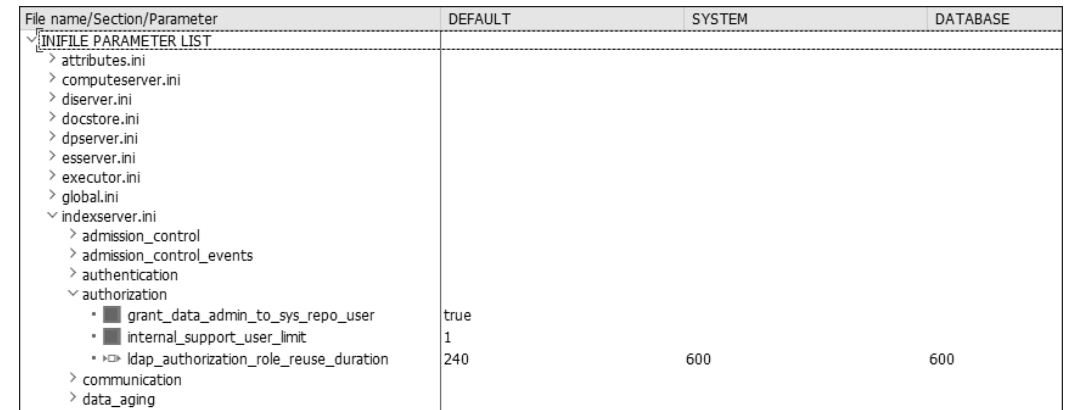 File name/Section/Parameter DEFAULT SYSTEM DATABASE
INIFILE PARAMETER LIST
attributes.ini
computeserver.ini
diserver.ini
docstore.ini
dpserver.ini
esserver.ini
executor.ini
global.ini
indexserver.ini
admission_control
admission_control_events
authentication
authorization
grant_data_admin_to_sys_repo_user true
internal_support_user_limit 1
ldap_authorization_role_reuse_duration 240 600 600
communication
data_aging